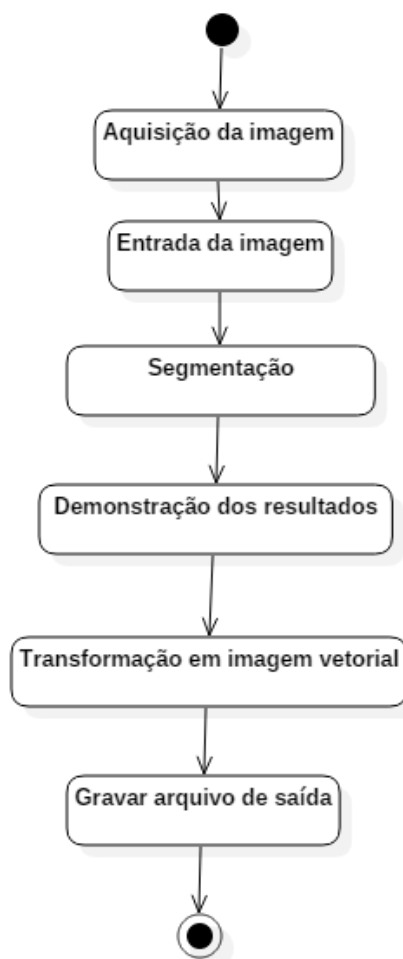 Aquisição da imagem
Entrada da imagem
Segmentação
Demonstração dos resultados
Transformação em imagem vetorial
Gravar arquivo de saída